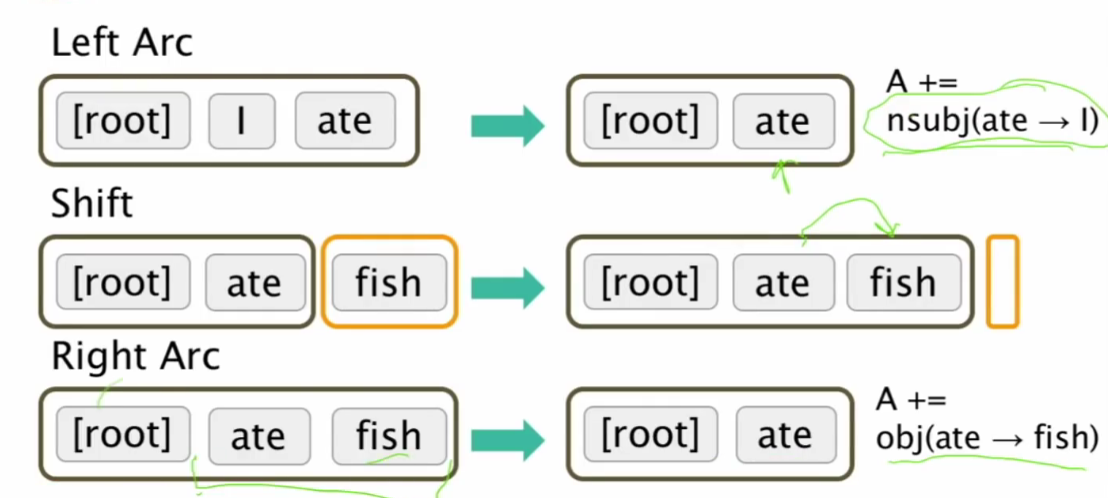 Left Arc
[root] I ate [root] ate
A +=
nsubj(ate → I)
Shift
[root] ate fish [root] ate fish
Right Arc
[root] ate fish [root] ate
A +=
obj(ate → fish)